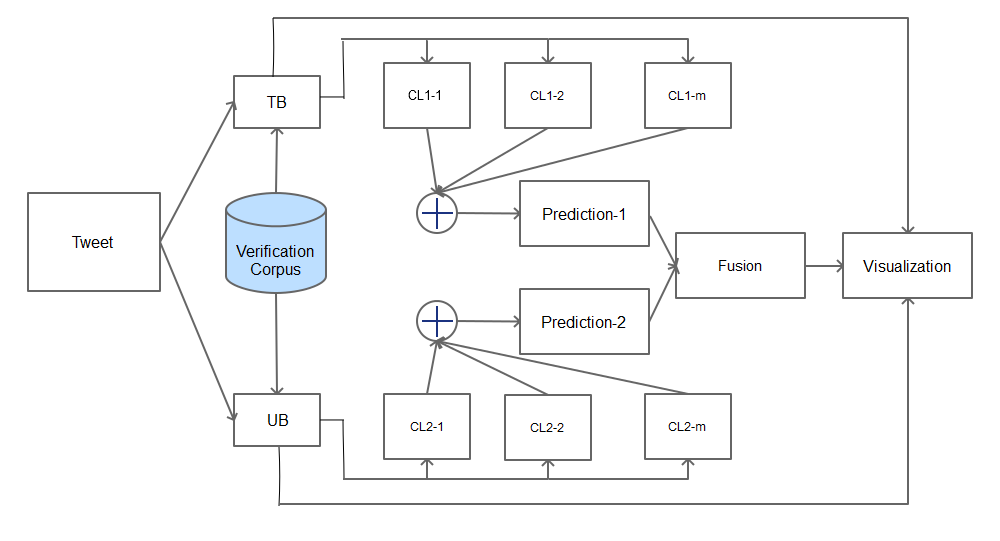 TB
CL1-1
CL1-2
CL1-m
Tweet
Verification
Corpus
Prediction-1
Fusion
Visualization
Prediction-2
UB
CL2-1
CL2-2
CL2-m